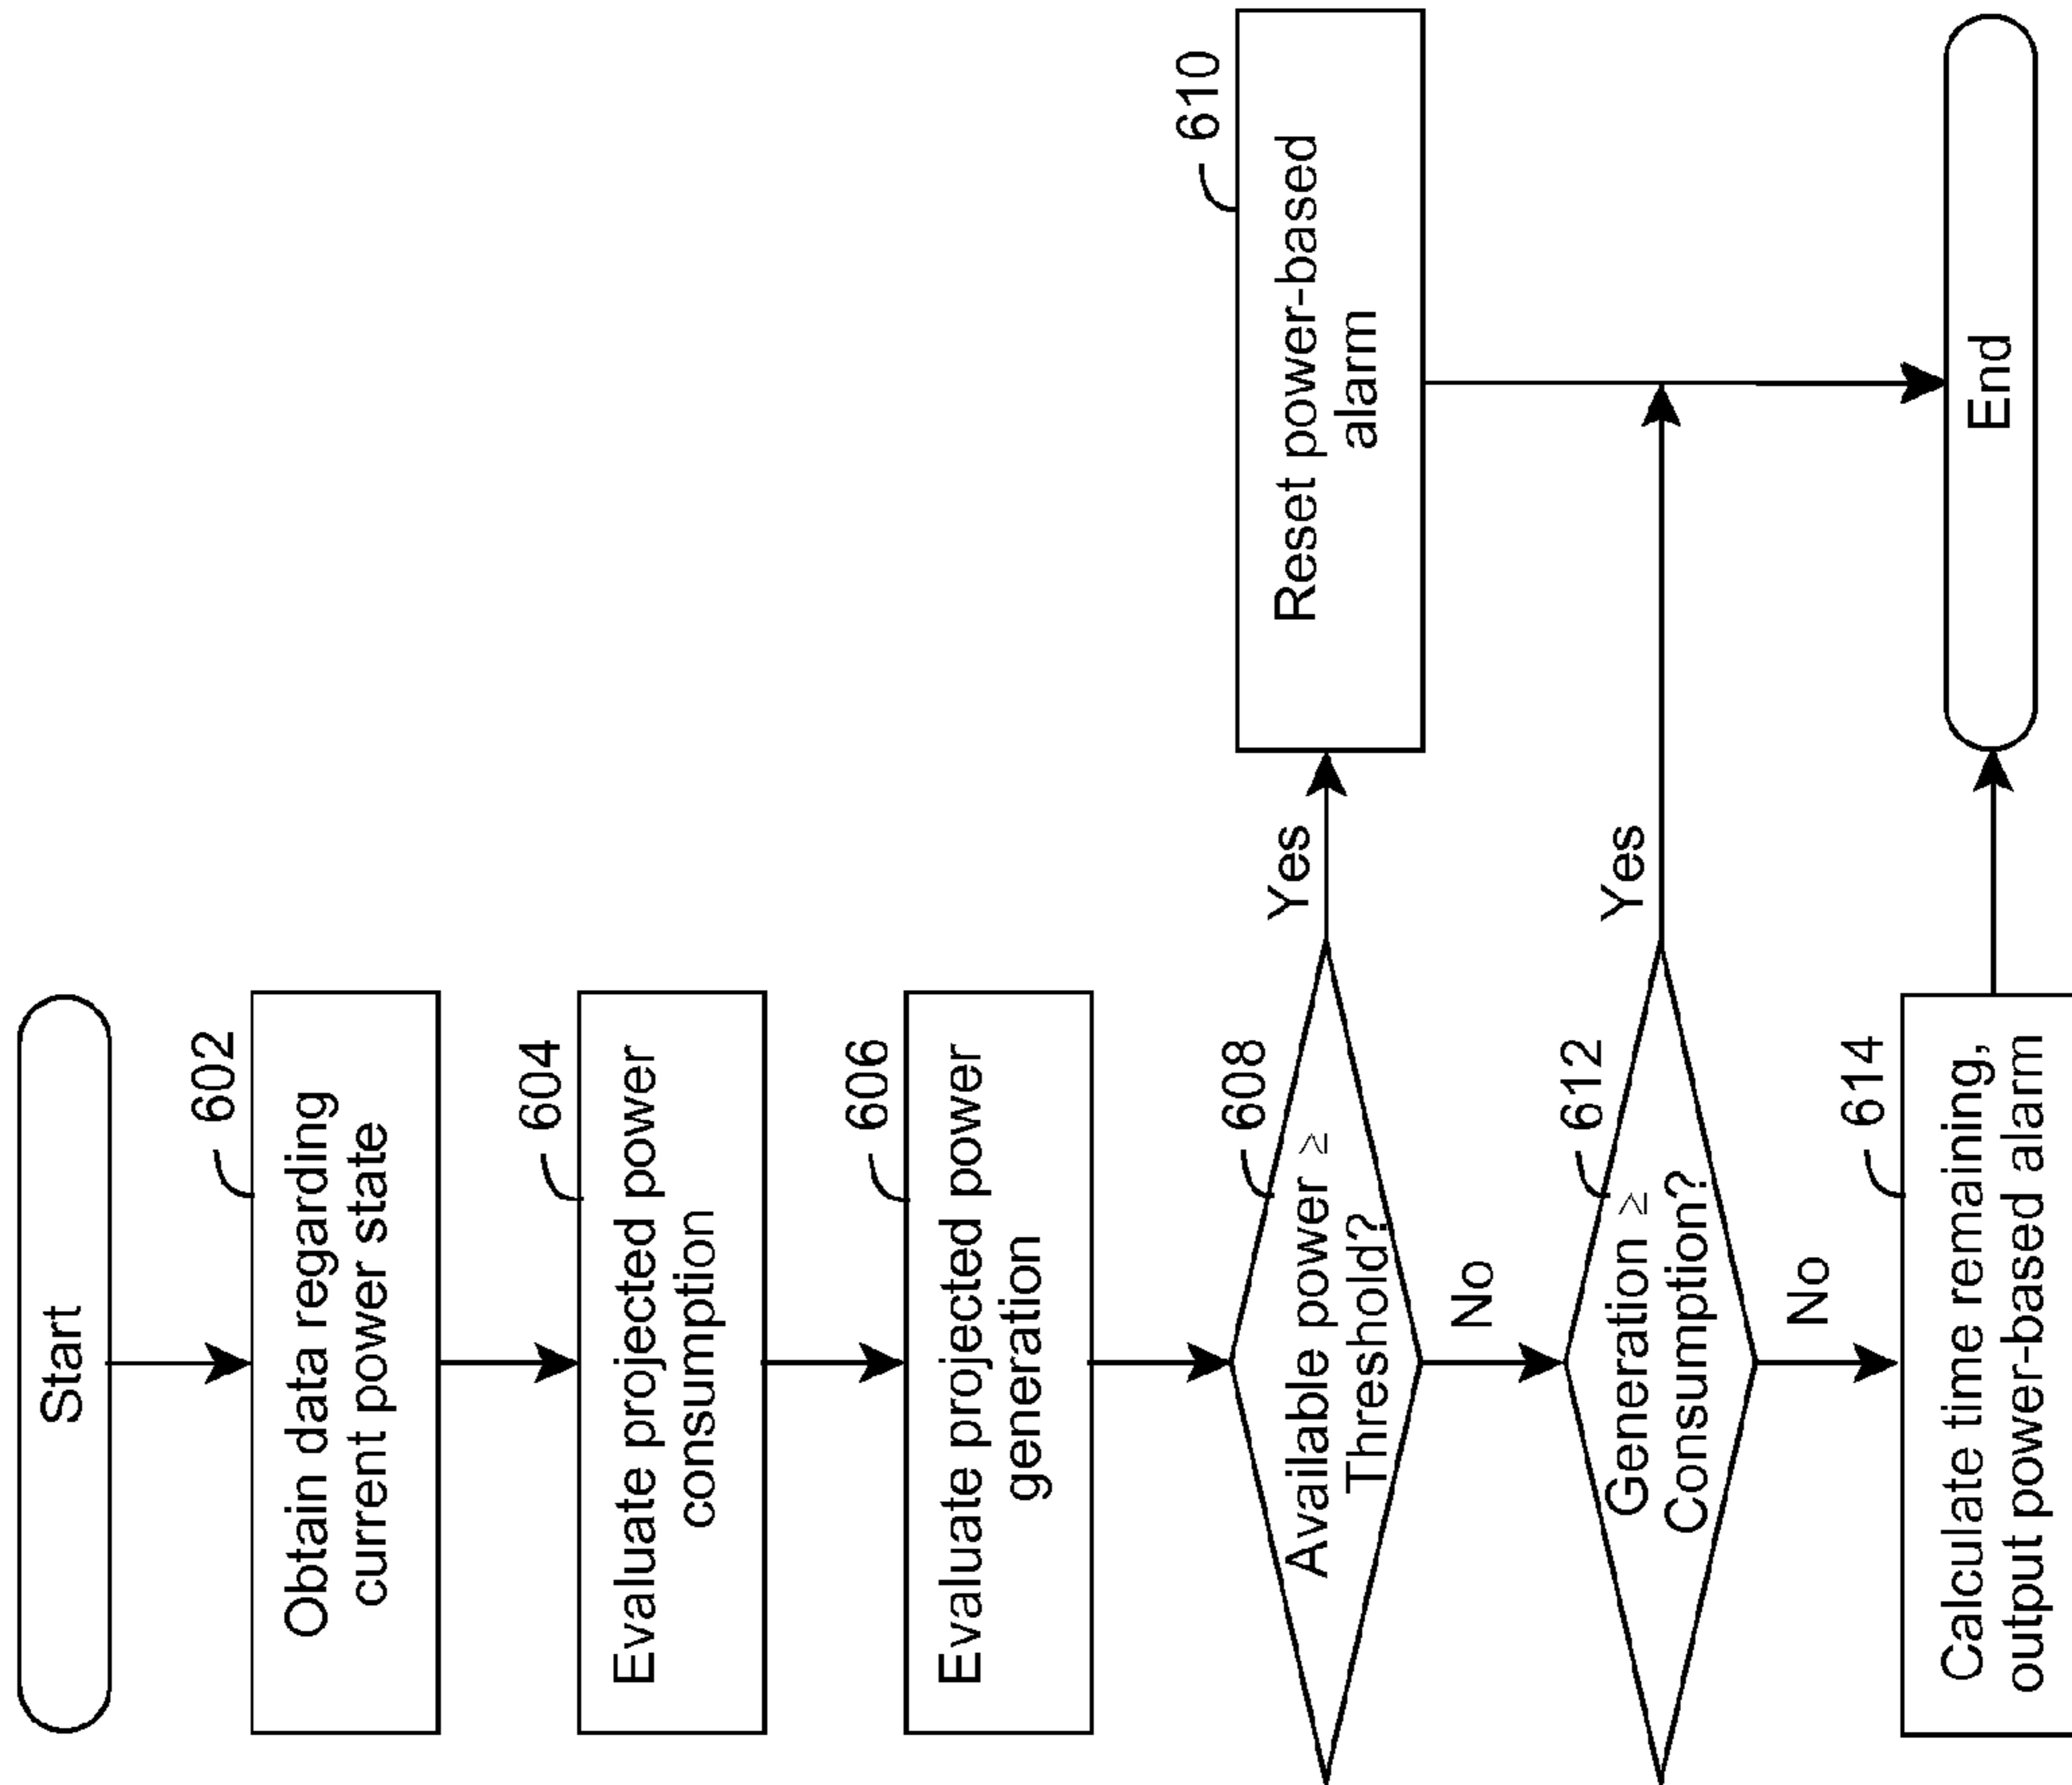 Start
602
Obtain data regarding
current power state
604
Evaluate projected power
consumption
606
Evaluate projected power
generation
608
Available power ≥
Threshold?
Yes
610
Reset power-based
alarm
No
612
Generation ≥
Consumption?
Yes
No
614
Calculate time remaining,
output power-based alarm
End